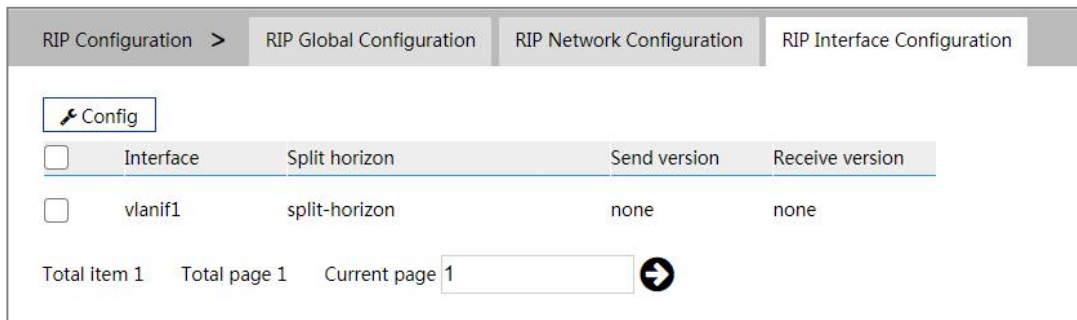 RIP Configuration > RIP Global Configuration RIP Network Configuration RIP Interface Configuration
Config
Interface Split horizon Send version Receive version
vlanif1 split-horizon none none
Total item 1 Total page 1 Current page 1